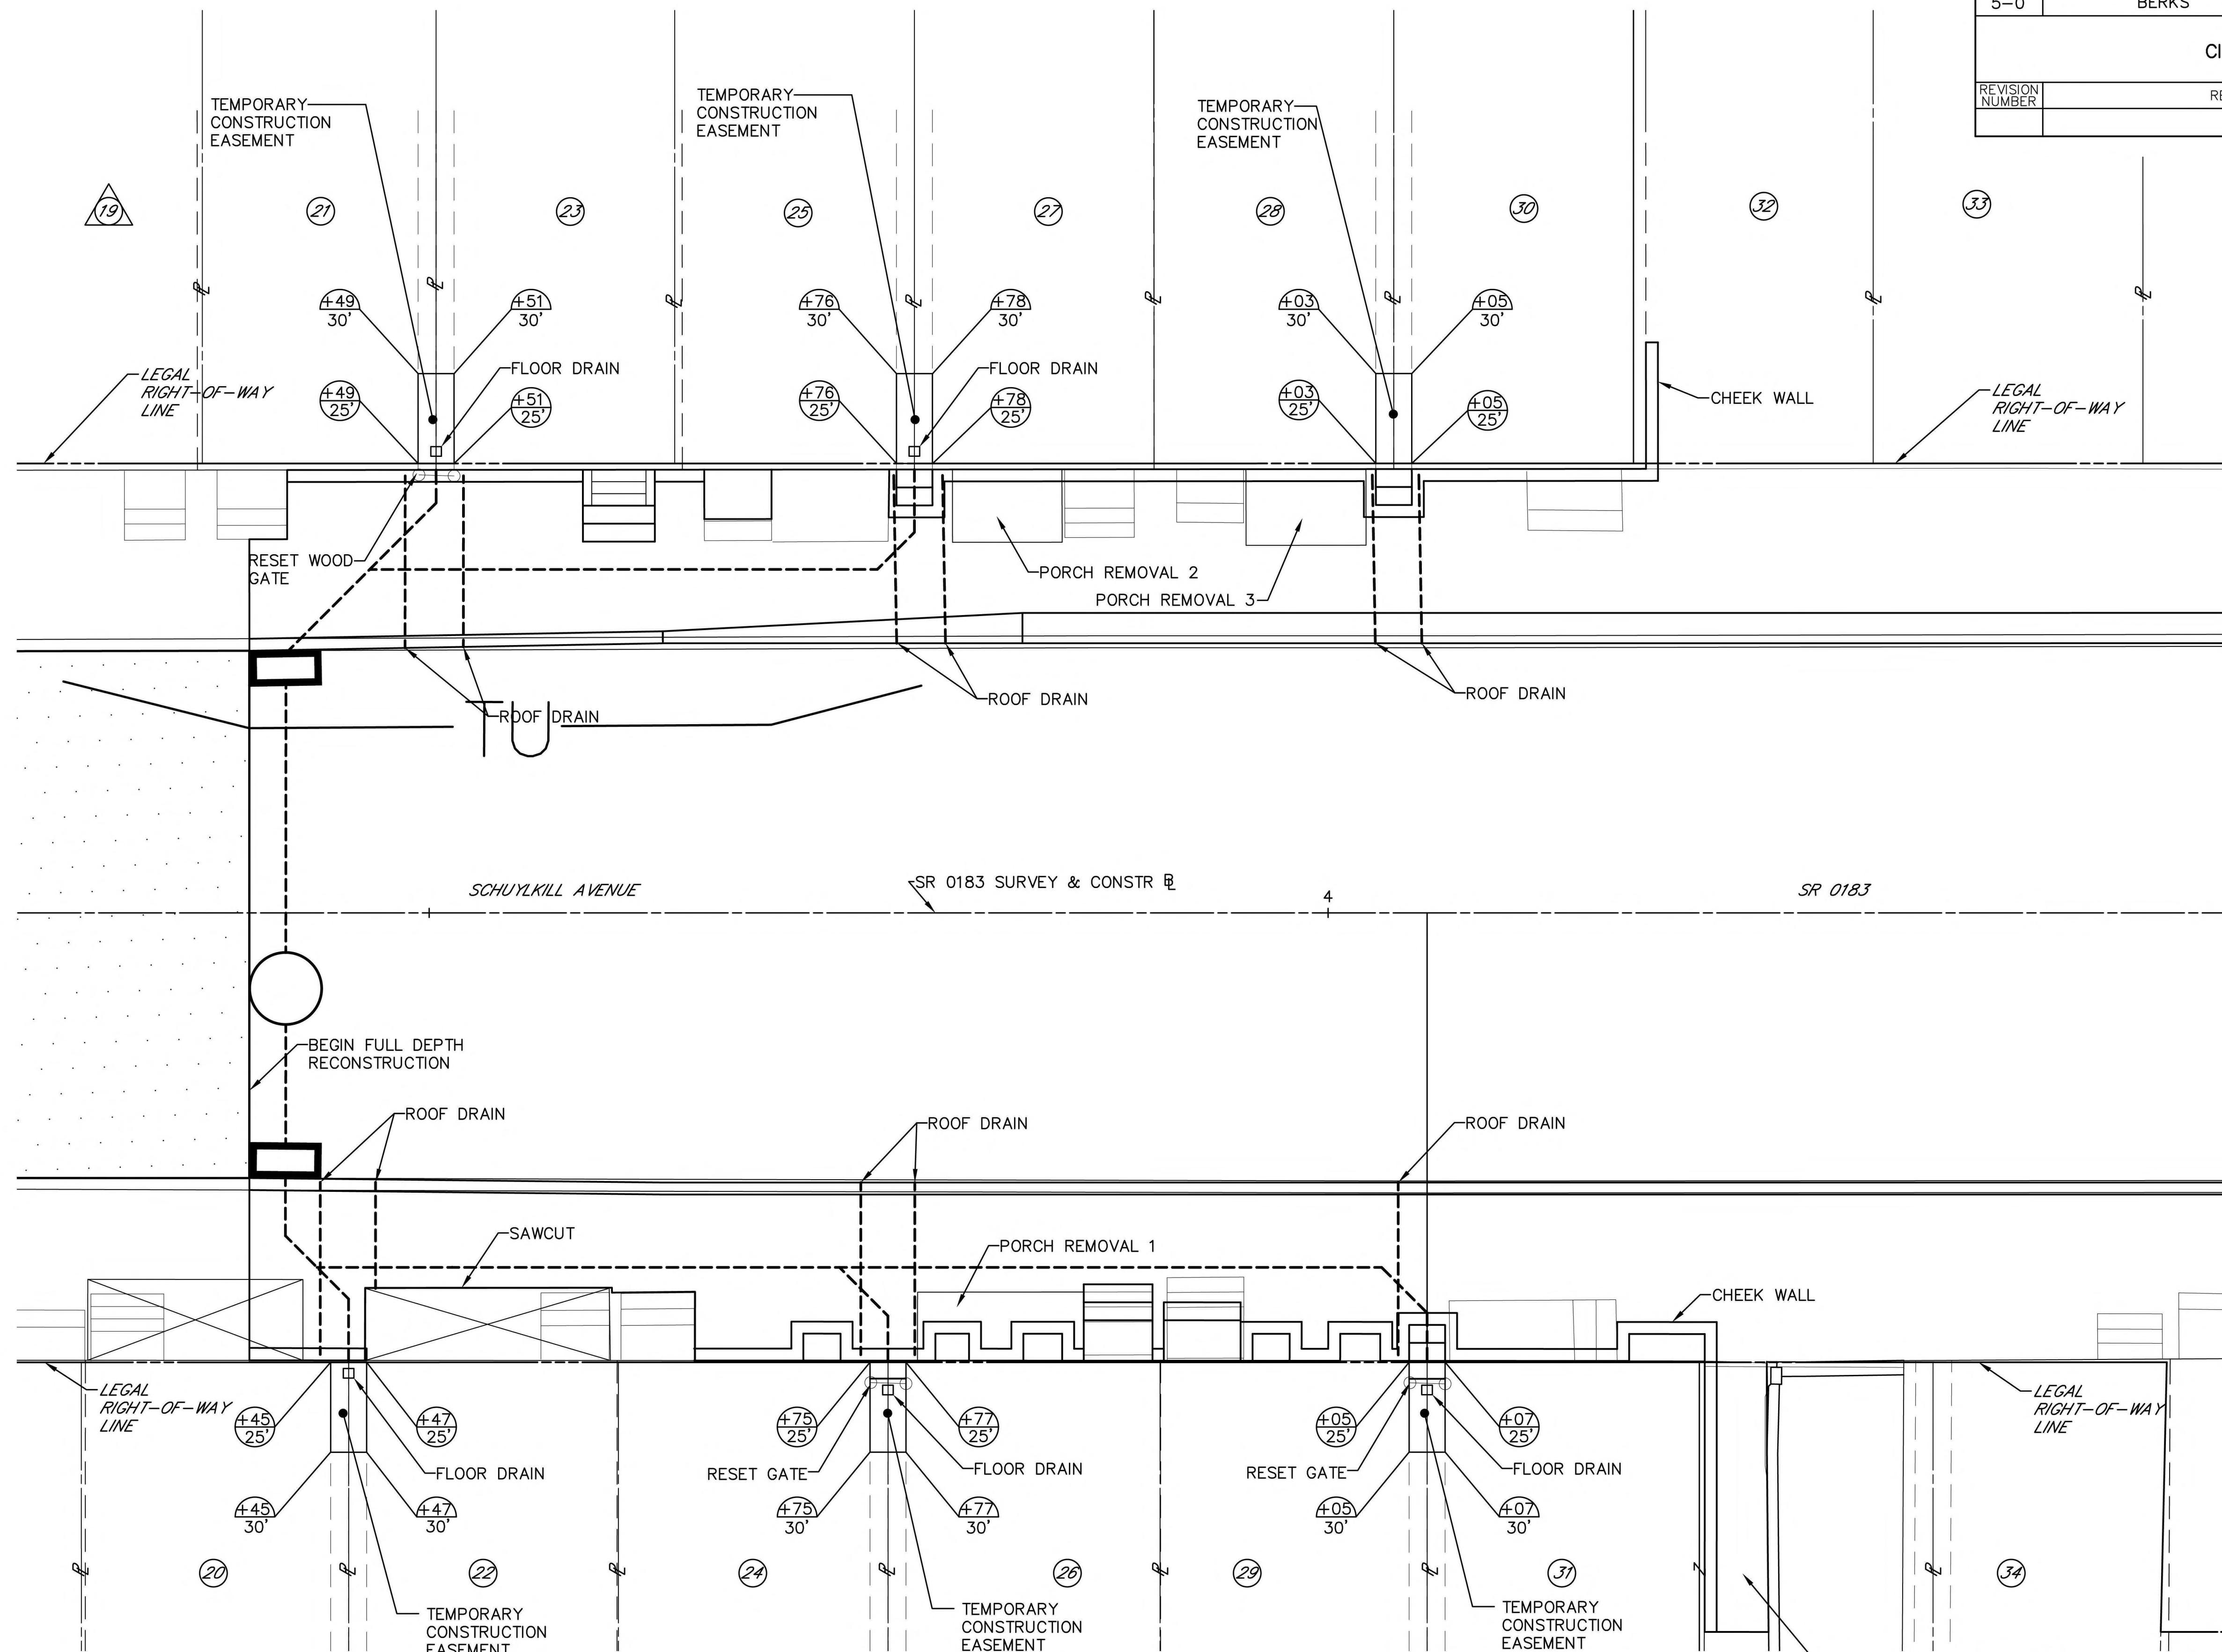 5-0
BERKS
CI
REVISION
NUMBER
RE
TEMPORARY
CONSTRUCTION
EASEMENT
TEMPORARY
CONSTRUCTION
EASEMENT
TEMPORARY
CONSTRUCTION
EASEMENT
19
21
23
25
27
28
30
32
33
+49
30'
+51
30'
+76
30'
+78
30'
+03
30'
+05
30'
LEGAL
RIGHT-OF-WAY
LINE
+49
25'
FLOOR DRAIN
+51
25'
+76
25'
FLOOR DRAIN
+78
25'
+03
25'
+05
25'
CHEEK WALL
LEGAL
RIGHT-OF-WAY
LINE
RESET WOOD
GATE
PORCH REMOVAL 2
PORCH REMOVAL 3
ROOF DRAIN
ROOF DRAIN
ROOF DRAIN
TU
SCHUYLKILL AVENUE
SR 0183 SURVEY & CONSTR BL
4
SR 0183
BEGIN FULL DEPTH
RECONSTRUCTION
ROOF DRAIN
ROOF DRAIN
ROOF DRAIN
SAWCUT
PORCH REMOVAL 1
CHEEK WALL
LEGAL
RIGHT-OF-WAY
LINE
+45
25'
+47
25'
+75
25'
+77
25'
+05
25'
+07
25'
LEGAL
RIGHT-OF-WAY
LINE
FLOOR DRAIN
RESET GATE
FLOOR DRAIN
RESET GATE
FLOOR DRAIN
+45
30'
+47
30'
+75
30'
+77
30'
+05
30'
+07
30'
20
22
24
26
29
31
34
TEMPORARY
CONSTRUCTION
EASEMENT
TEMPORARY
CONSTRUCTION
EASEMENT
TEMPORARY
CONSTRUCTION
EASEMENT